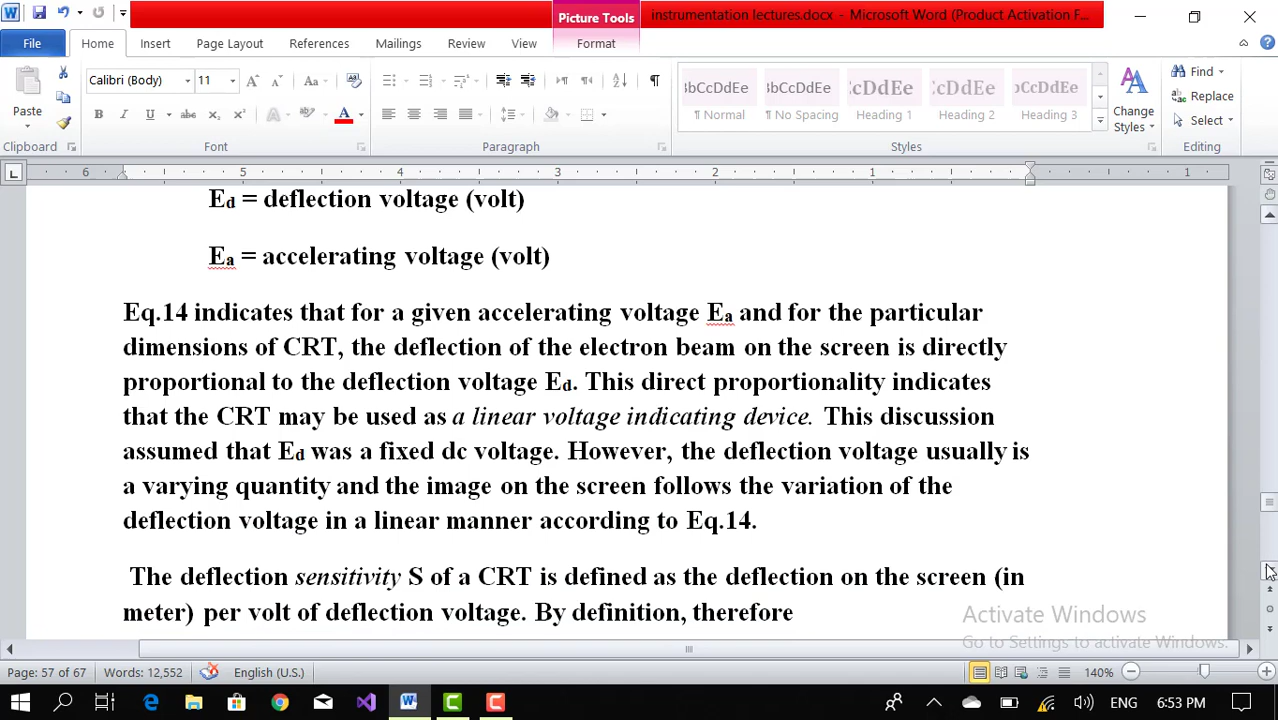 Picture Tools
instrumentation lectures.docx - Microsoft Word (Product Activation F...
File
Home
Insert
Page Layout
References
Mailings
Review
View
Format
Paste
Clipboard
Calibri (Body)
11
Font
Paragraph
¶ Normal
¶ No Spacing
Heading 1
Heading 2
Heading 3
Change Styles
Styles
Find
Replace
Select
Editing
6 5 4 3 2 1 1
Ed = deflection voltage (volt)
Ea = accelerating voltage (volt)
Eq.14 indicates that for a given accelerating voltage Ea and for the particular
dimensions of CRT, the deflection of the electron beam on the screen is directly
proportional to the deflection voltage Ed. This direct proportionality indicates
that the CRT may be used as a linear voltage indicating device. This discussion
assumed that Ed was a fixed dc voltage. However, the deflection voltage usually is
a varying quantity and the image on the screen follows the variation of the
deflection voltage in a linear manner according to Eq.14.
The deflection sensitivity S of a CRT is defined as the deflection on the screen (in
meter) per volt of deflection voltage. By definition, therefore
Activate Windows
Go to Settings to activate Windows.
Page: 57 of 67
Words: 12,552
English (U.S.)
140%
ENG
6:53 PM